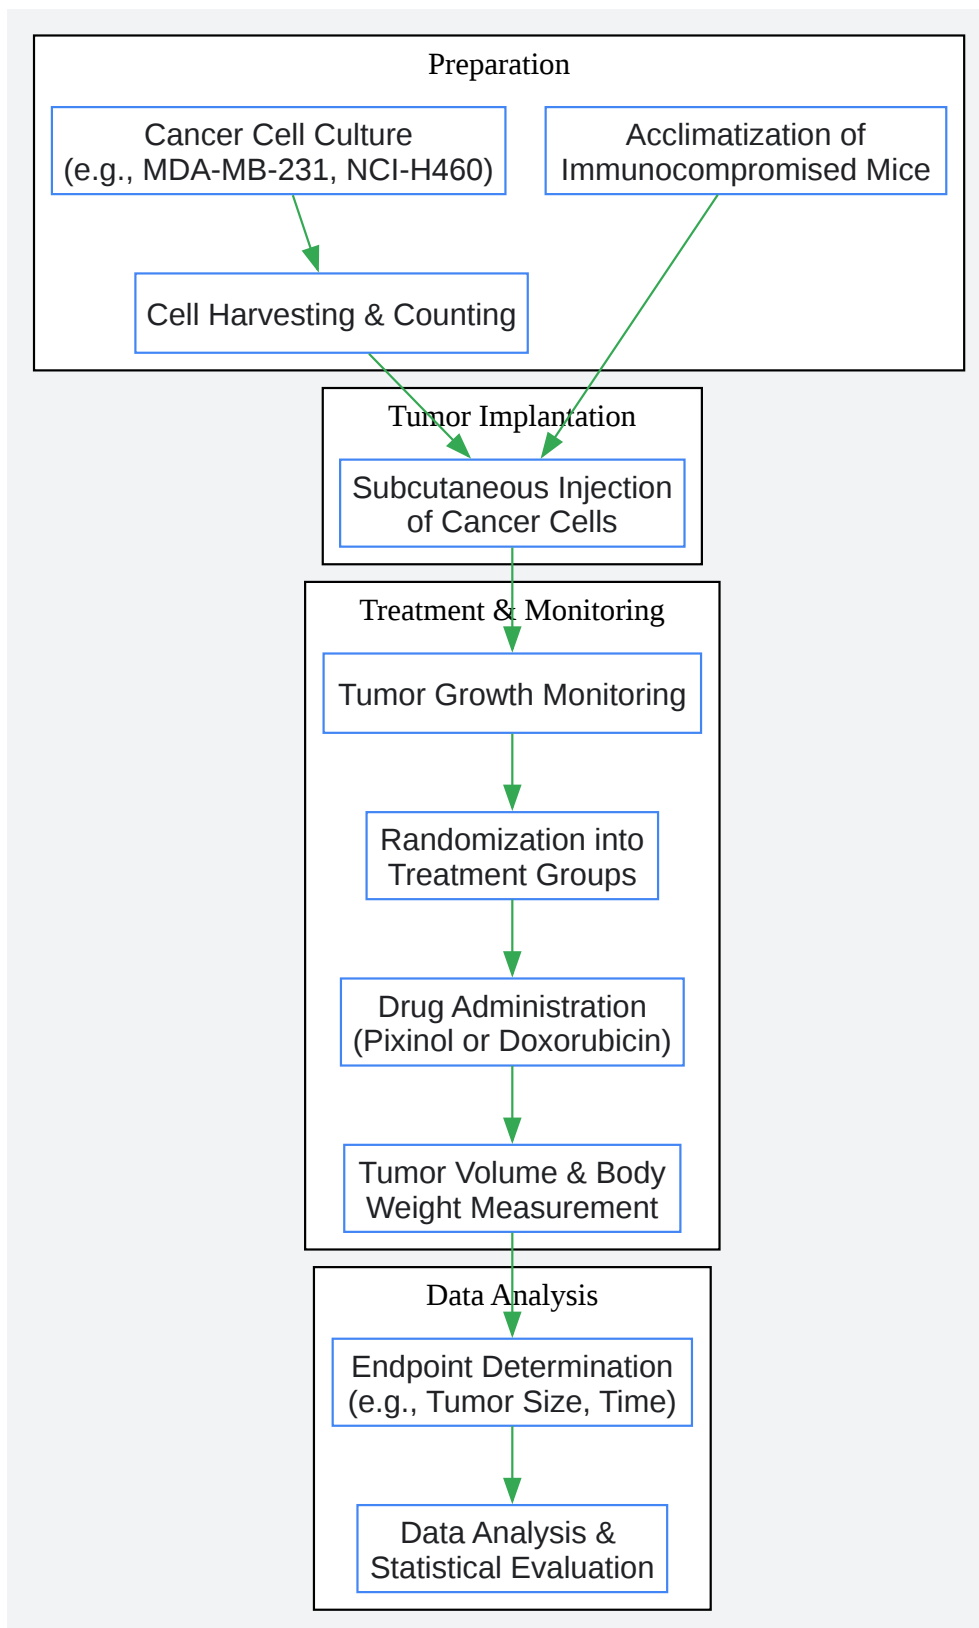 Preparation
Cancer Cell Culture
(e.g., MDA-MB-231, NCI-H460)
Acclimatization of
Immunocompromised Mice
Cell Harvesting & Counting
Tumor Implantation
Subcutaneous Injection
of Cancer Cells
Treatment & Monitoring
Tumor Growth Monitoring
Randomization into
Treatment Groups
Drug Administration
(Pixinol or Doxorubicin)
Tumor Volume & Body
Weight Measurement
Data Analysis
Endpoint Determination
(e.g., Tumor Size, Time)
Data Analysis &
Statistical Evaluation